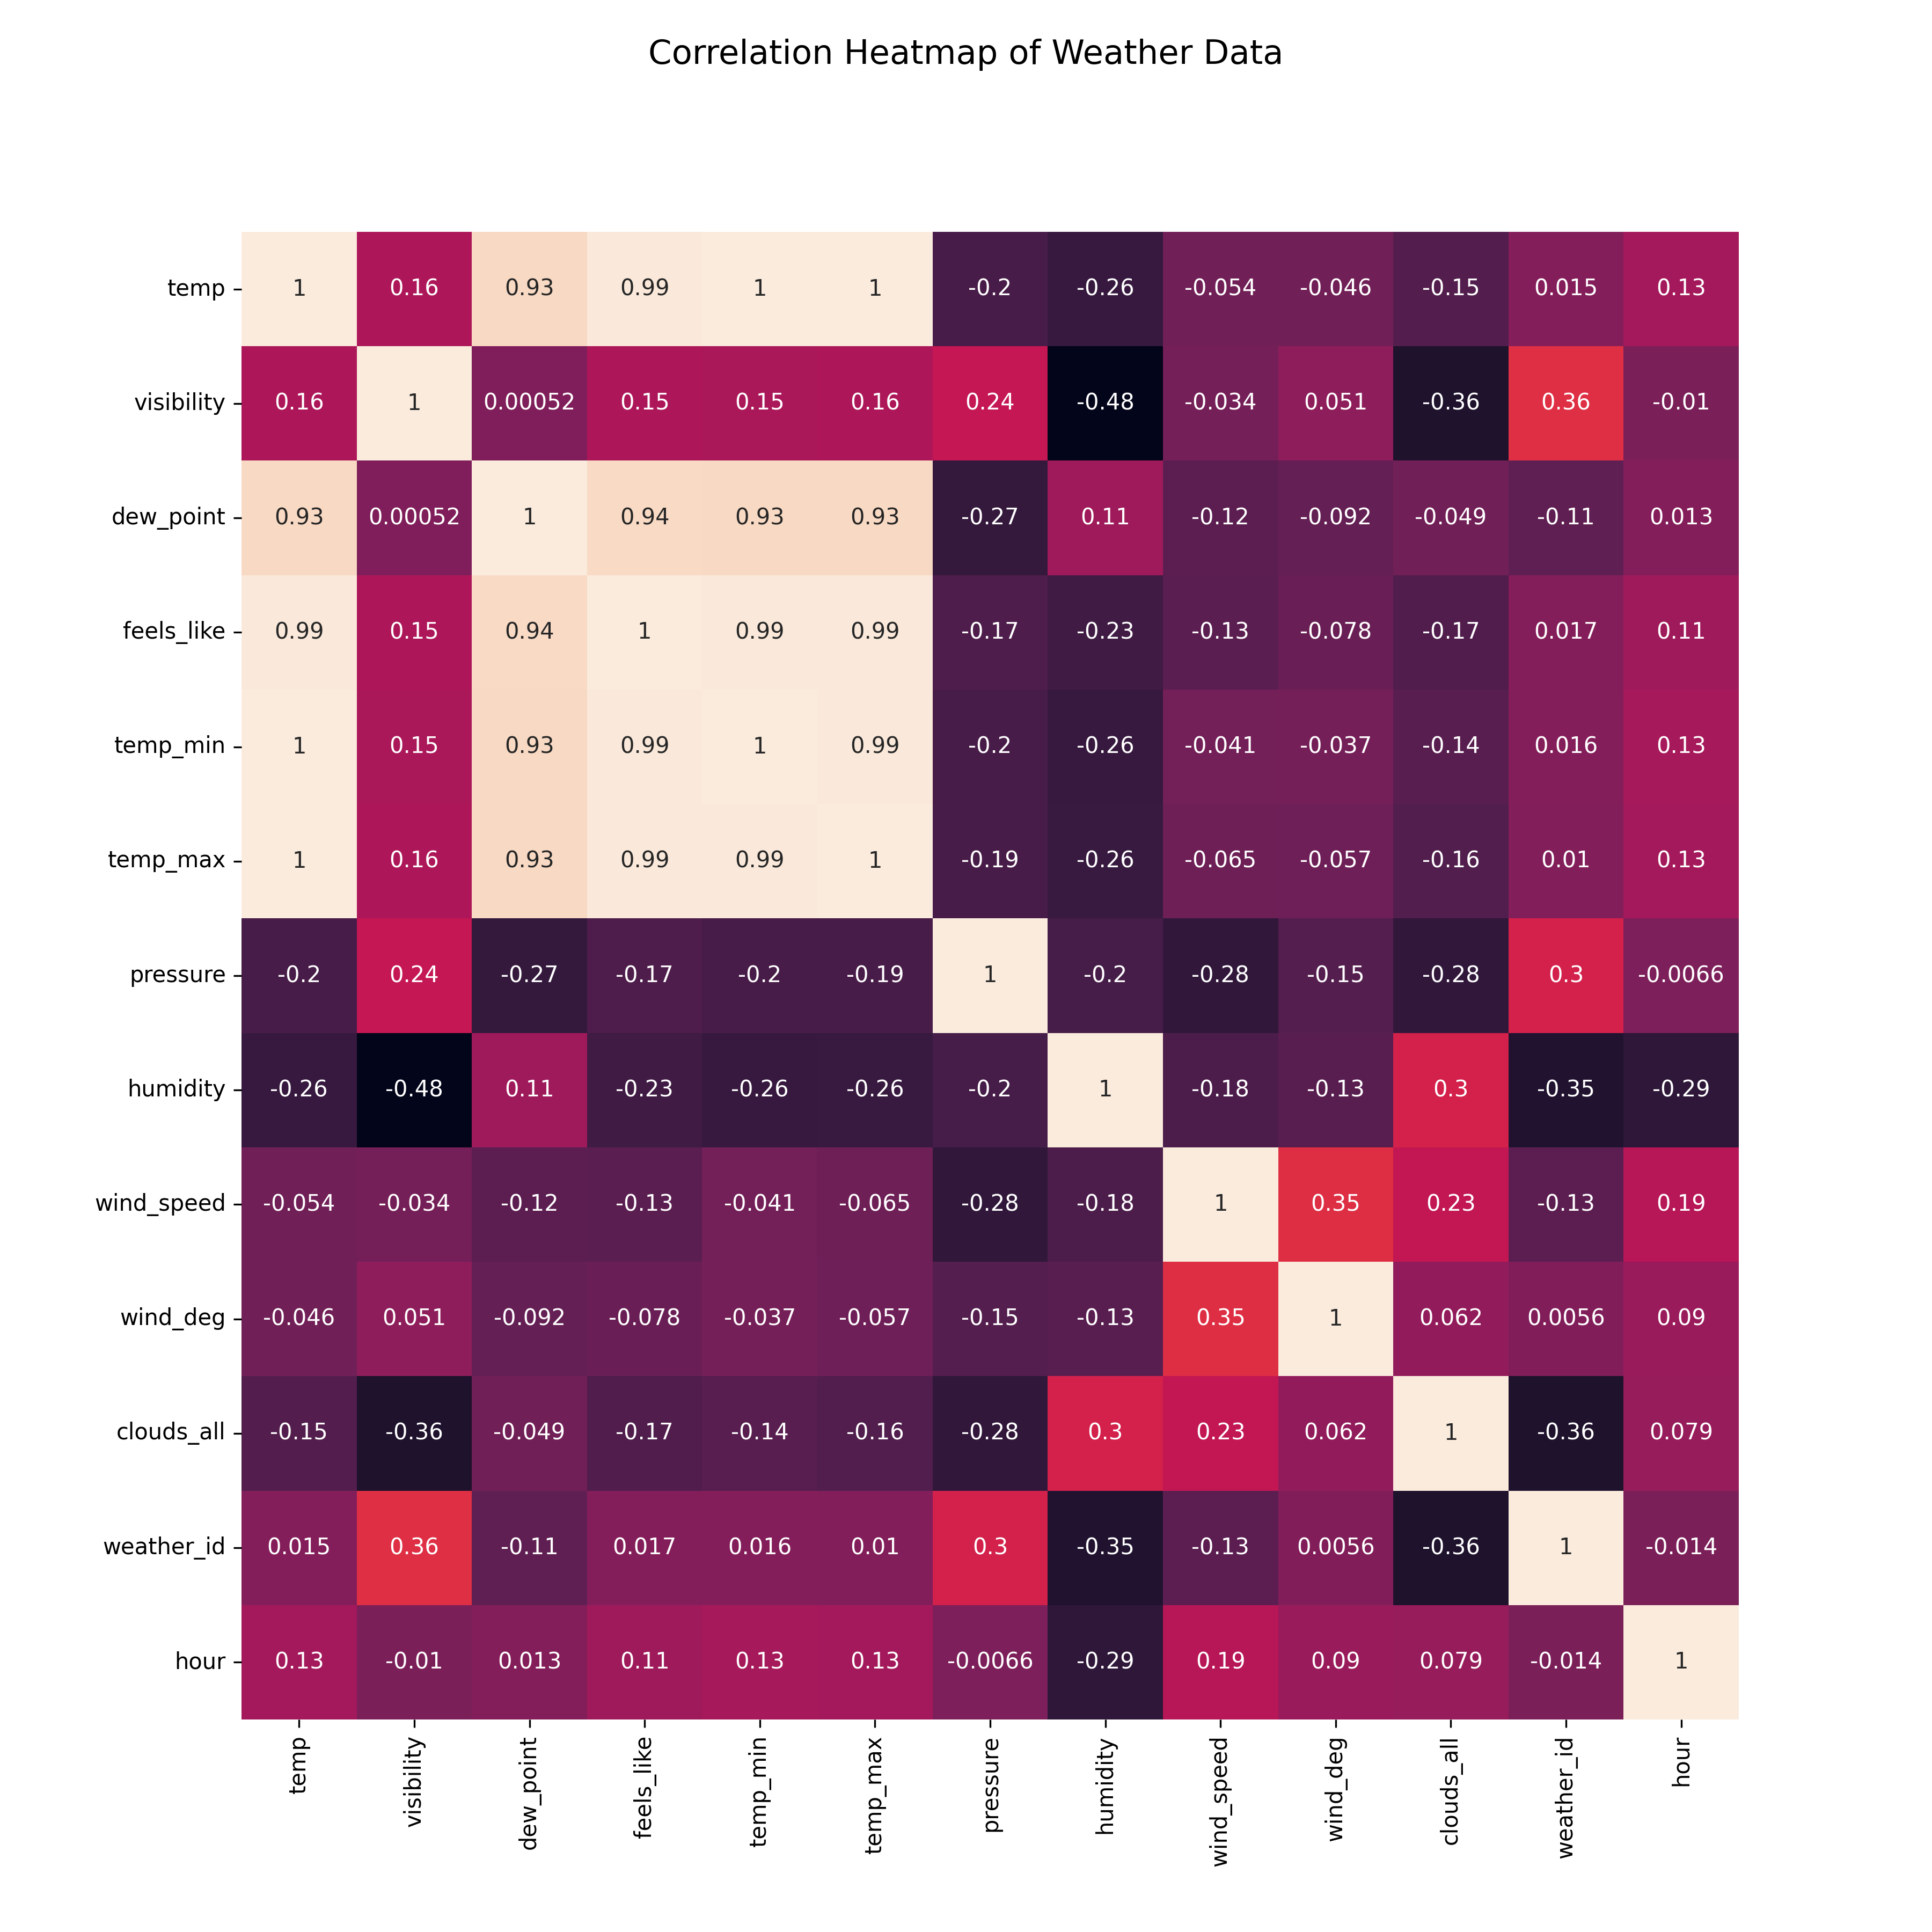 Correlation Heatmap of Weather Data
temp 1 0.16 0.93 0.99 1 1 -0.2 -0.26 -0.054 -0.046 -0.15 0.015 0.13
visibility 0.16 1 0.00052 0.15 0.15 0.16 0.24 -0.48 -0.034 0.051 -0.36 0.36 -0.01
dew_point 0.93 0.00052 1 0.94 0.93 0.93 -0.27 0.11 -0.12 -0.092 -0.049 -0.11 0.013
feels_like 0.99 0.15 0.94 1 0.99 0.99 -0.17 -0.23 -0.13 -0.078 -0.17 0.017 0.11
temp_min 1 0.15 0.93 0.99 1 0.99 -0.2 -0.26 -0.041 -0.037 -0.14 0.016 0.13
temp_max 1 0.16 0.93 0.99 0.99 1 -0.19 -0.26 -0.065 -0.057 -0.16 0.01 0.13
pressure -0.2 0.24 -0.27 -0.17 -0.2 -0.19 1 -0.2 -0.28 -0.15 -0.28 0.3 -0.0066
humidity -0.26 -0.48 0.11 -0.23 -0.26 -0.26 -0.2 1 -0.18 -0.13 0.3 -0.35 -0.29
wind_speed -0.054 -0.034 -0.12 -0.13 -0.041 -0.065 -0.28 -0.18 1 0.35 0.23 -0.13 0.19
wind_deg -0.046 0.051 -0.092 -0.078 -0.037 -0.057 -0.15 -0.13 0.35 1 0.062 0.0056 0.09
clouds_all -0.15 -0.36 -0.049 -0.17 -0.14 -0.16 -0.28 0.3 0.23 0.062 1 -0.36 0.079
weather_id 0.015 0.36 -0.11 0.017 0.016 0.01 0.3 -0.35 -0.13 0.0056 -0.36 1 -0.014
hour 0.13 -0.01 0.013 0.11 0.13 0.13 -0.0066 -0.29 0.19 0.09 0.079 -0.014 1
temp visibility dew_point feels_like temp_min temp_max pressure humidity wind_speed wind_deg clouds_all weather_id hour